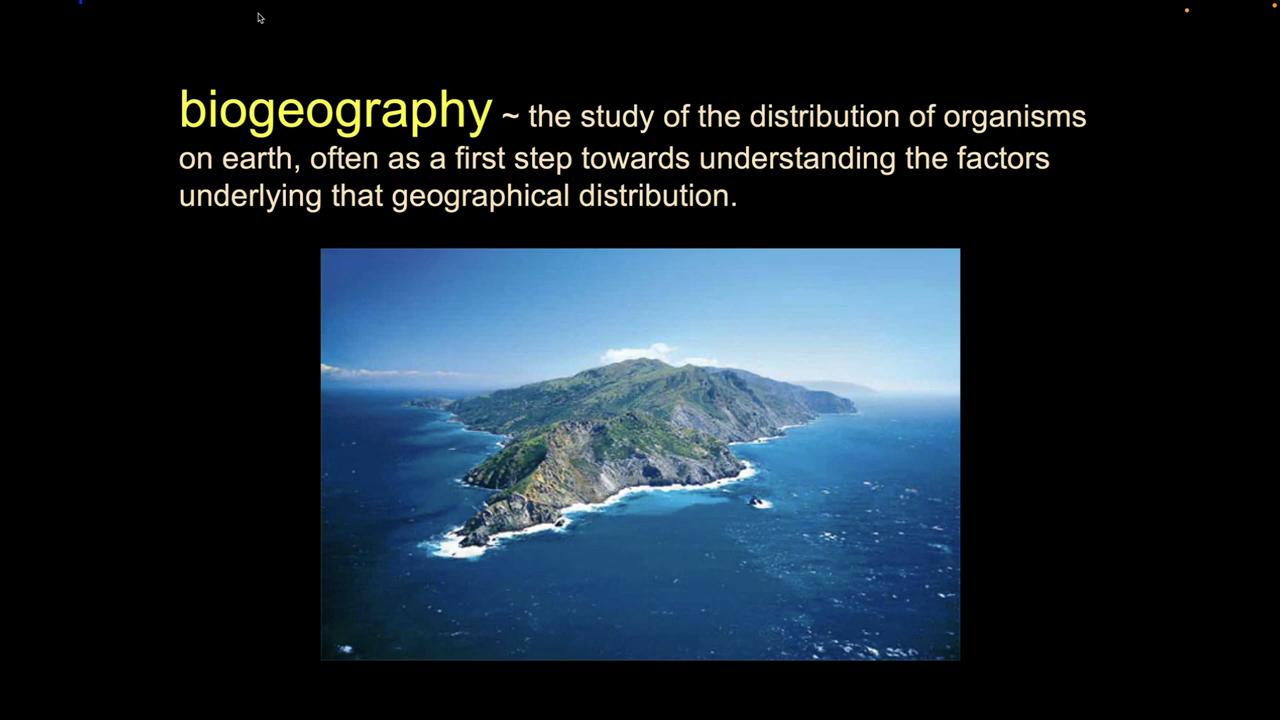 biogeography ~ the study of the distribution of organisms
on earth, often as a first step towards understanding the factors
underlying that geographical distribution.